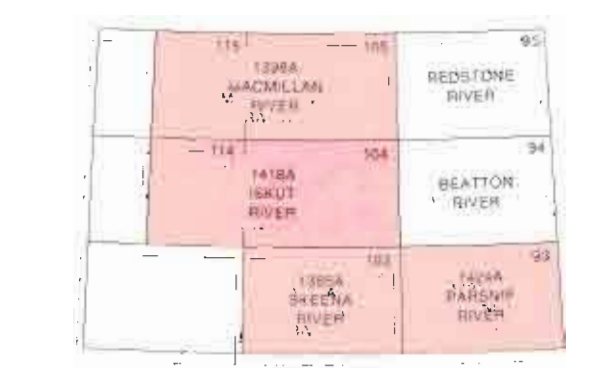 115
105
95
1398A
MACMILLAN
RIVER
REDSTONE
RIVER
114
104
94
1418A
ISKUT
RIVER
BEATTON
RIVER
103
93
1385A
SKEENA
RIVER
1424A
PARSNIP
RIVER